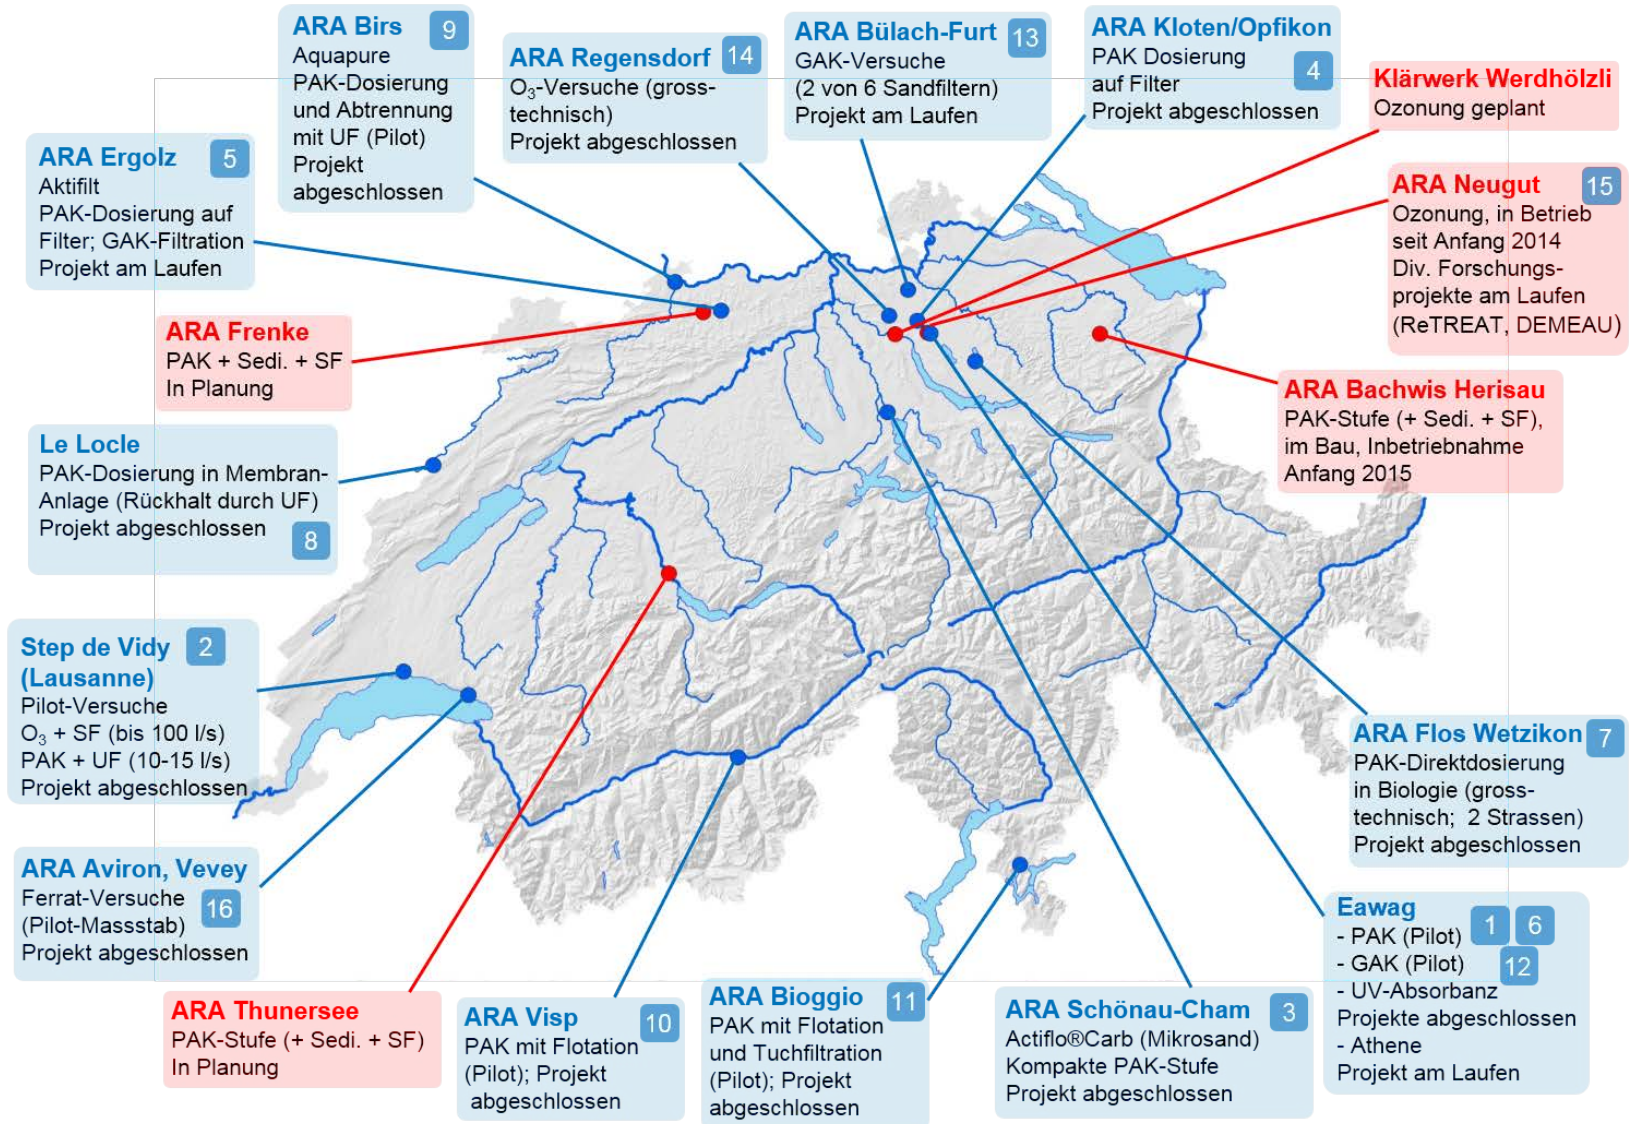 ARA Birs 9
Aquapure
PAK-Dosierung
und Abtrennung
mit UF (Pilot)
Projekt
abgeschlossen
ARA Regensdorf 14
O₃-Versuche (gross-
technisch)
Projekt abgeschlossen
ARA Bülach-Furt 13
GAK-Versuche
(2 von 6 Sandfiltern)
Projekt am Laufen
ARA Kloten/Opfikon
PAK Dosierung
auf Filter 4
Projekt abgeschlossen
Klärwerk Werdhölzli
Ozonung geplant
ARA Ergolz 5
Aktifilt
PAK-Dosierung auf
Filter; GAK-Filtration
Projekt am Laufen
ARA Neugut 15
Ozonung, in Betrieb
seit Anfang 2014
Div. Forschungs-
projekte am Laufen
(ReTREAT, DEMEAU)
ARA Frenke
PAK + Sedi. + SF
In Planung
ARA Bachwis Herisau
PAK-Stufe (+ Sedi. + SF),
im Bau, Inbetriebnahme
Anfang 2015
Le Locle
PAK-Dosierung in Membran-
Anlage (Rückhalt durch UF)
Projekt abgeschlossen
8
Step de Vidy 2
(Lausanne)
Pilot-Versuche
O₃ + SF (bis 100 l/s)
PAK + UF (10-15 l/s)
Projekt abgeschlossen
ARA Flos Wetzikon 7
PAK-Direktdosierung
in Biologie (gross-
technisch; 2 Strassen)
Projekt abgeschlossen
ARA Aviron, Vevey
Ferrat-Versuche 16
(Pilot-Massstab)
Projekt abgeschlossen
Eawag
- PAK (Pilot) 1 6
- GAK (Pilot) 12
- UV-Absorbanz
Projekte abgeschlossen
- Athene
Projekt am Laufen
ARA Thunersee
PAK-Stufe (+ Sedi. + SF)
In Planung
ARA Visp 10
PAK mit Flotation
(Pilot); Projekt
abgeschlossen
ARA Bioggio 11
PAK mit Flotation
und Tuchfiltration
(Pilot); Projekt
abgeschlossen
ARA Schönau-Cham 3
Actiflo®Carb (Mikrosand)
Kompakte PAK-Stufe
Projekt abgeschlossen